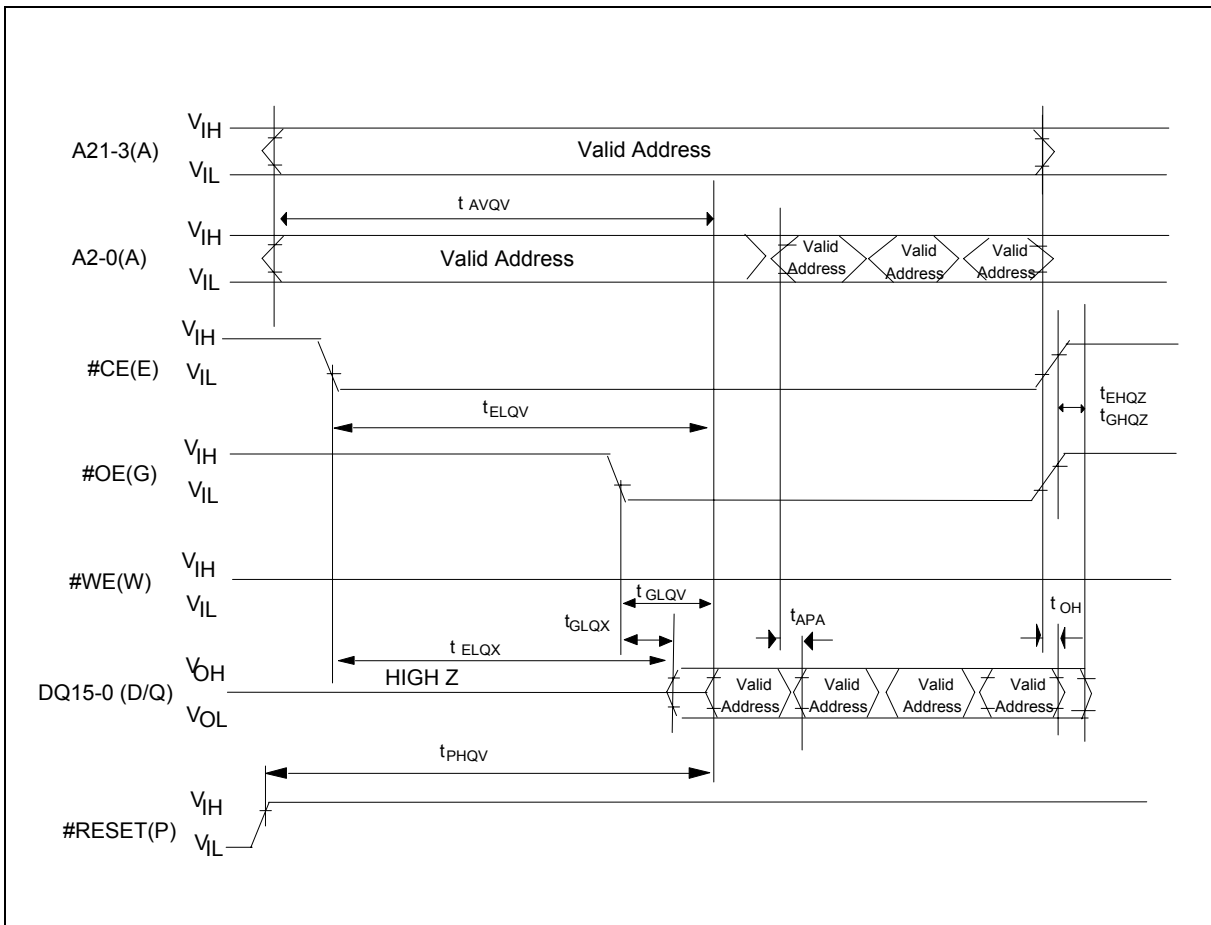 VIH
A21-3(A)
Valid Address
VIL
t AVQV
VIH
A2-0(A)
Valid Address
Valid
Address
Valid
Address
Valid
Address
VIL
VIH
#CE(E)
VIL
tEHQZ
tELQV
tGHQZ
VIH
#OE(G)
VIL
VIH
#WE(W)
VIL
t GLQV
tGLQX
tAPA
t OH
t ELQX
VOH
HIGH Z
DQ15-0 (D/Q)
Valid
Address
Valid
Address
Valid
Address
Valid
Address
VOL
tPHQV
VIH
#RESET(P)
VIL